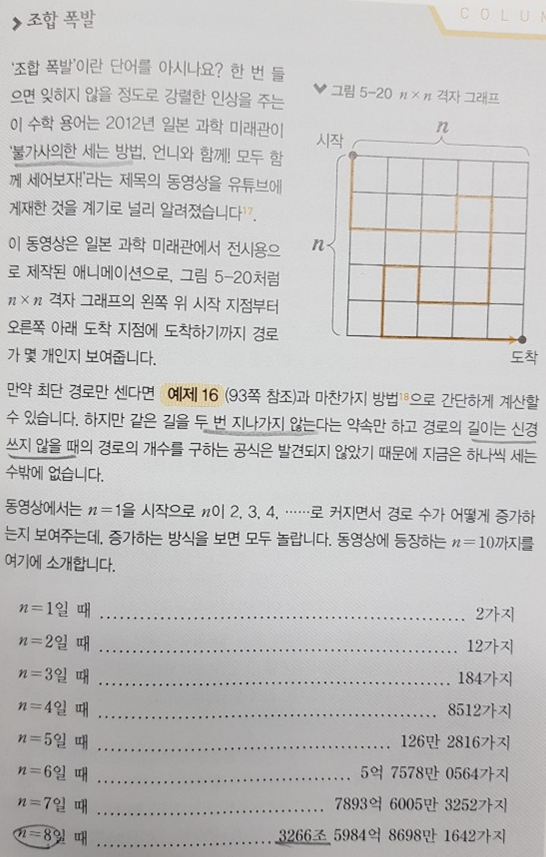 조합 폭발
COLUM
'조합 폭발'이란 단어를 아시나요? 한 번 들
으면 잊히지 않을 정도로 강렬한 인상을 주는
이 수학 용어는 2012년 일본 과학 미래관이
'불가사의한 세는 방법, 언니와 함께! 모두 함
께 세어보자!'라는 제목의 동영상을 유튜브에
게재한 것을 계기로 널리 알려졌습니다17.
이 동영상은 일본 과학 미래관에서 전시용으
로 제작된 애니메이션으로, 그림 5-20처럼
n×n 격자 그래프의 왼쪽 위 시작 지점부터
오른쪽 아래 도착 지점에 도착하기까지 경로
가 몇 개인지 보여줍니다.
그림 5-20 n×n 격자 그래프
시작
n
n
도착
만약 최단 경로만 센다면 예제 16 (93쪽 참조)과 마찬가지 방법18으로 간단하게 계산할
수 있습니다. 하지만 같은 길을 두 번 지나가지 않는다는 약속만 하고 경로의 길이는 신경
쓰지 않을 때의 경로의 개수를 구하는 공식은 발견되지 않았기 때문에 지금은 하나씩 세는
수밖에 없습니다.
동영상에서는 n=1을 시작으로 n이 2, 3, 4, ……로 커지면서 경로 수가 어떻게 증가하
는지 보여주는데, 증가하는 방식을 보면 모두 놀랍니다. 동영상에 등장하는 n=10까지를
여기에 소개합니다.
n=1일 때 ........ 2가지
n=2일 때 ........ 12가지
n=3일 때 ........ 184가지
n=4일 때 ........ 8512가지
n=5일 때 ........ 126만 2816가지
n=6일 때 ........ 5억 7578만 0564가지
n=7일 때 ........ 7893억 6005만 3252가지
n=8일 때 ........ 3266조 5984억 8698만 1642가지